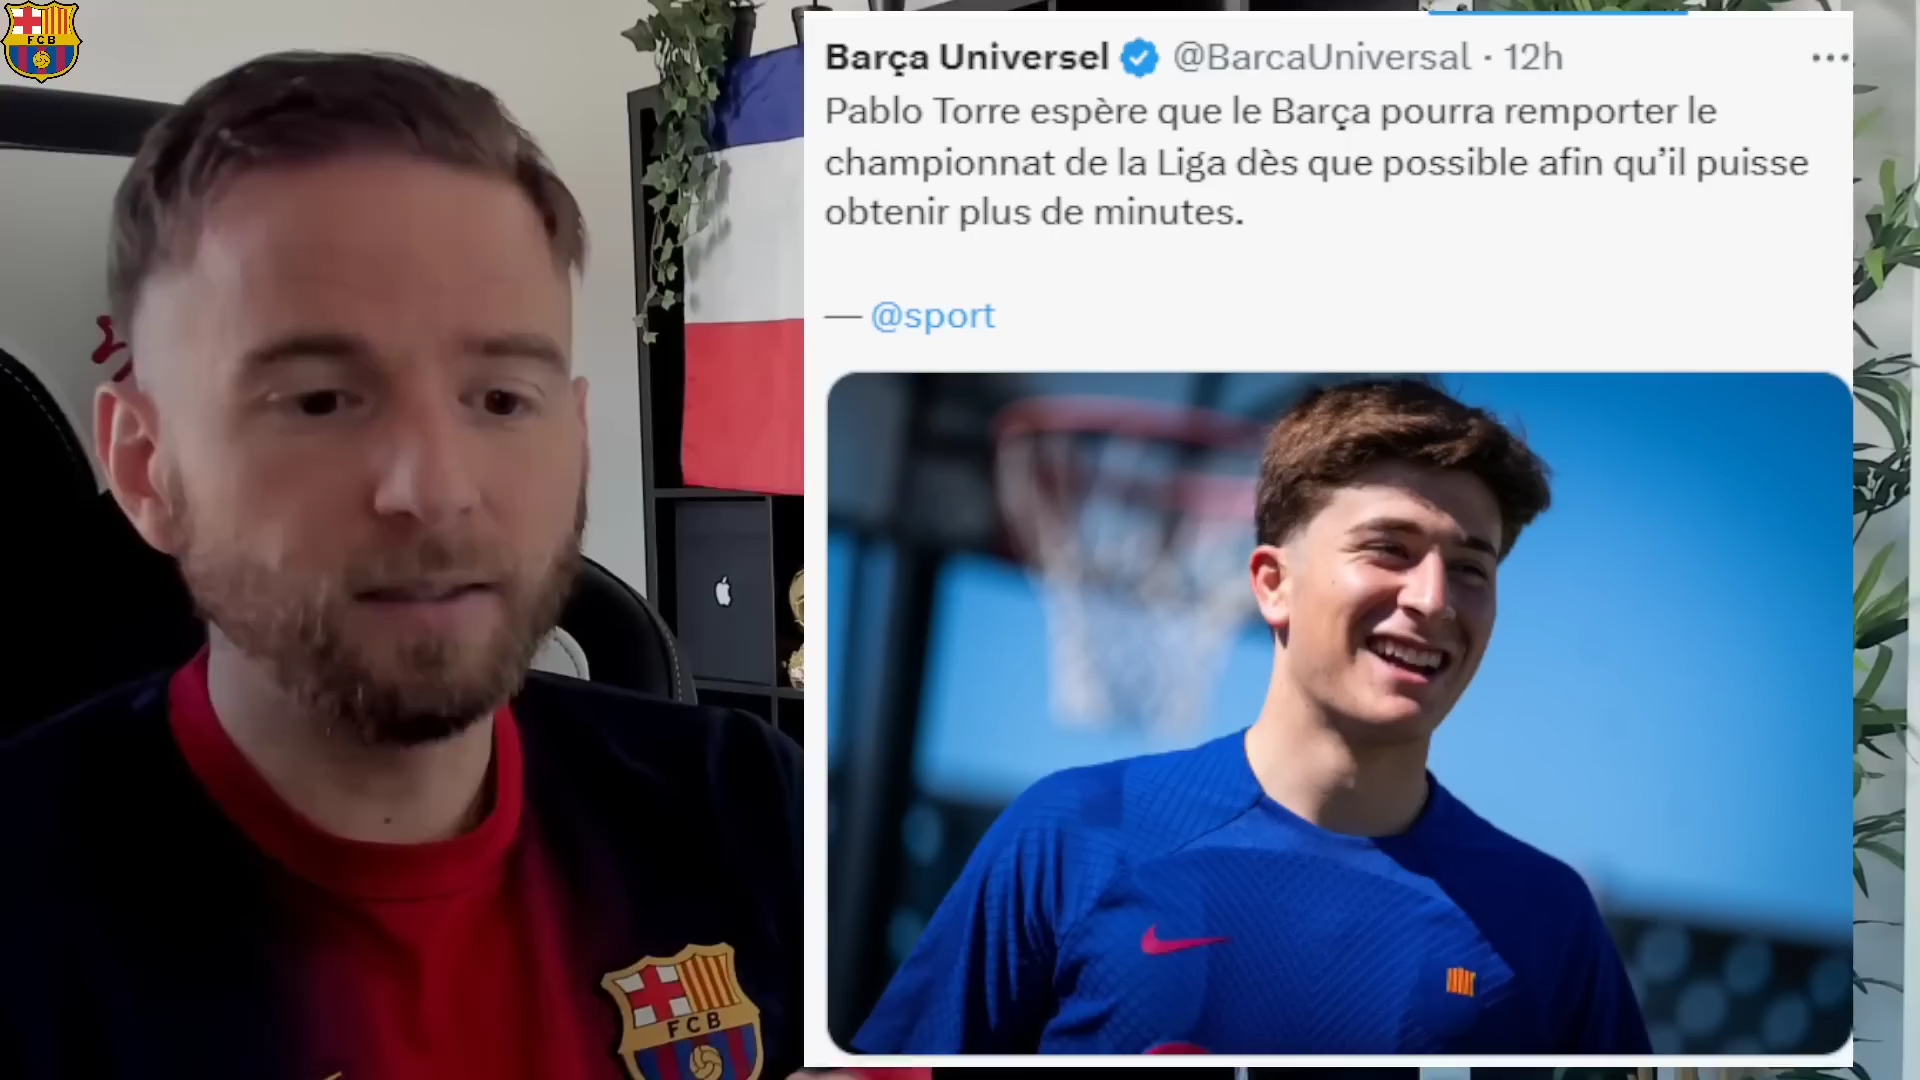 FCB
Barça Universel @BarcaUniversal · 12h
Pablo Torre espère que le Barça pourra remporter le
championnat de la Liga dès que possible afin qu’il puisse
obtenir plus de minutes.
— @sport
FCB